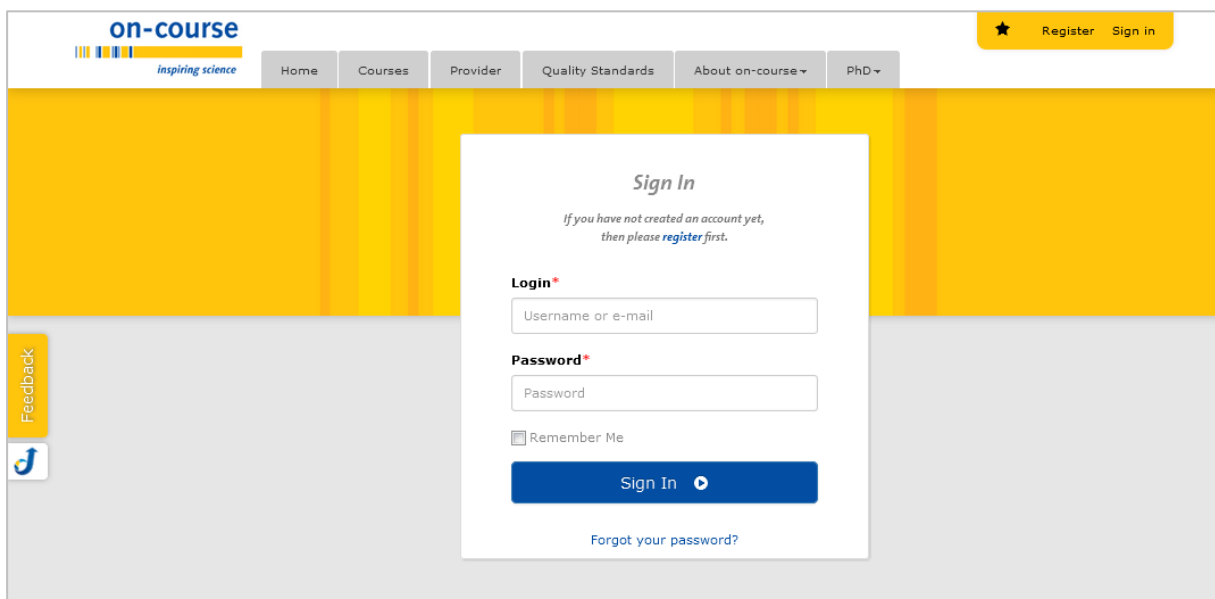 on-course
inspiring science
Register Sign in
Home Courses Provider Quality Standards About on-course PhD
Sign In
If you have not created an account yet,
then please register first.
Login*
Username or e-mail
Password*
Password
Remember Me
Sign In
Forgot your password?
Feedback